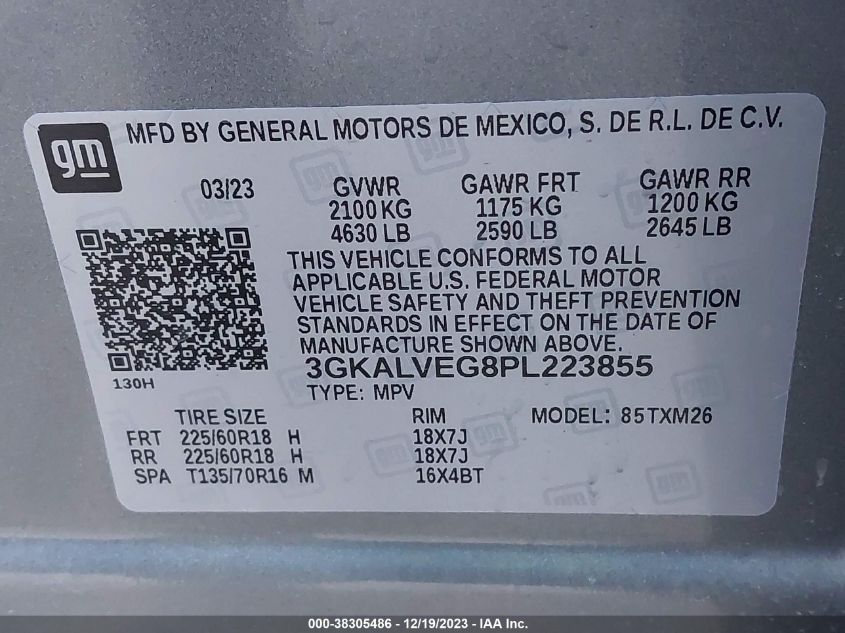 gm
MFD BY GENERAL MOTORS DE MEXICO, S. DE R.L. DE C.V.
03/23 GVWR GAWR FRT GAWR RR
2100 KG 1175 KG 1200 KG
4630 LB 2590 LB 2645 LB
THIS VEHICLE CONFORMS TO ALL
APPLICABLE U.S. FEDERAL MOTOR
VEHICLE SAFETY AND THEFT PREVENTION
STANDARDS IN EFFECT ON THE DATE OF
MANUFACTURE SHOWN ABOVE.
130H
3GKALVEG8PL223855
TYPE: MPV
TIRE SIZE RIM MODEL: 85TXM26
FRT 225/60R18 H 18X7J
RR 225/60R18 H 18X7J
SPA T135/70R16 M 16X4BT
000-38305486 - 12/19/2023 - IAA Inc.